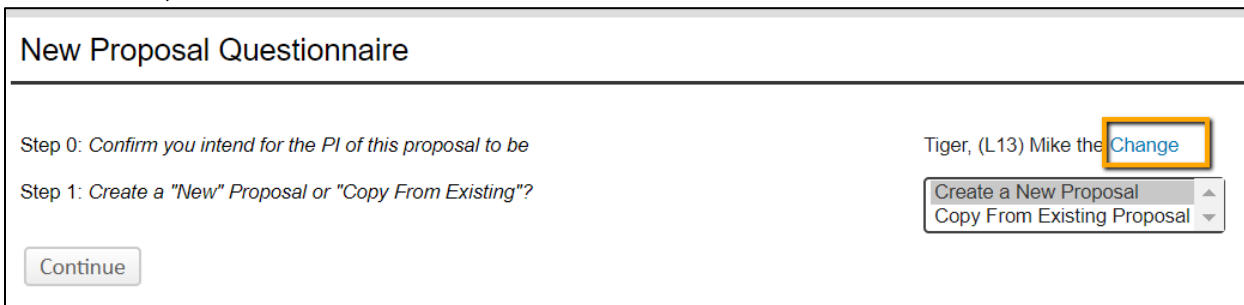 New Proposal Questionnaire
Step 0: Confirm you intend for the PI of this proposal to be Tiger, (L13) Mike the Change
Step 1: Create a "New" Proposal or "Copy From Existing"? Create a New Proposal
Copy From Existing Proposal
Continue